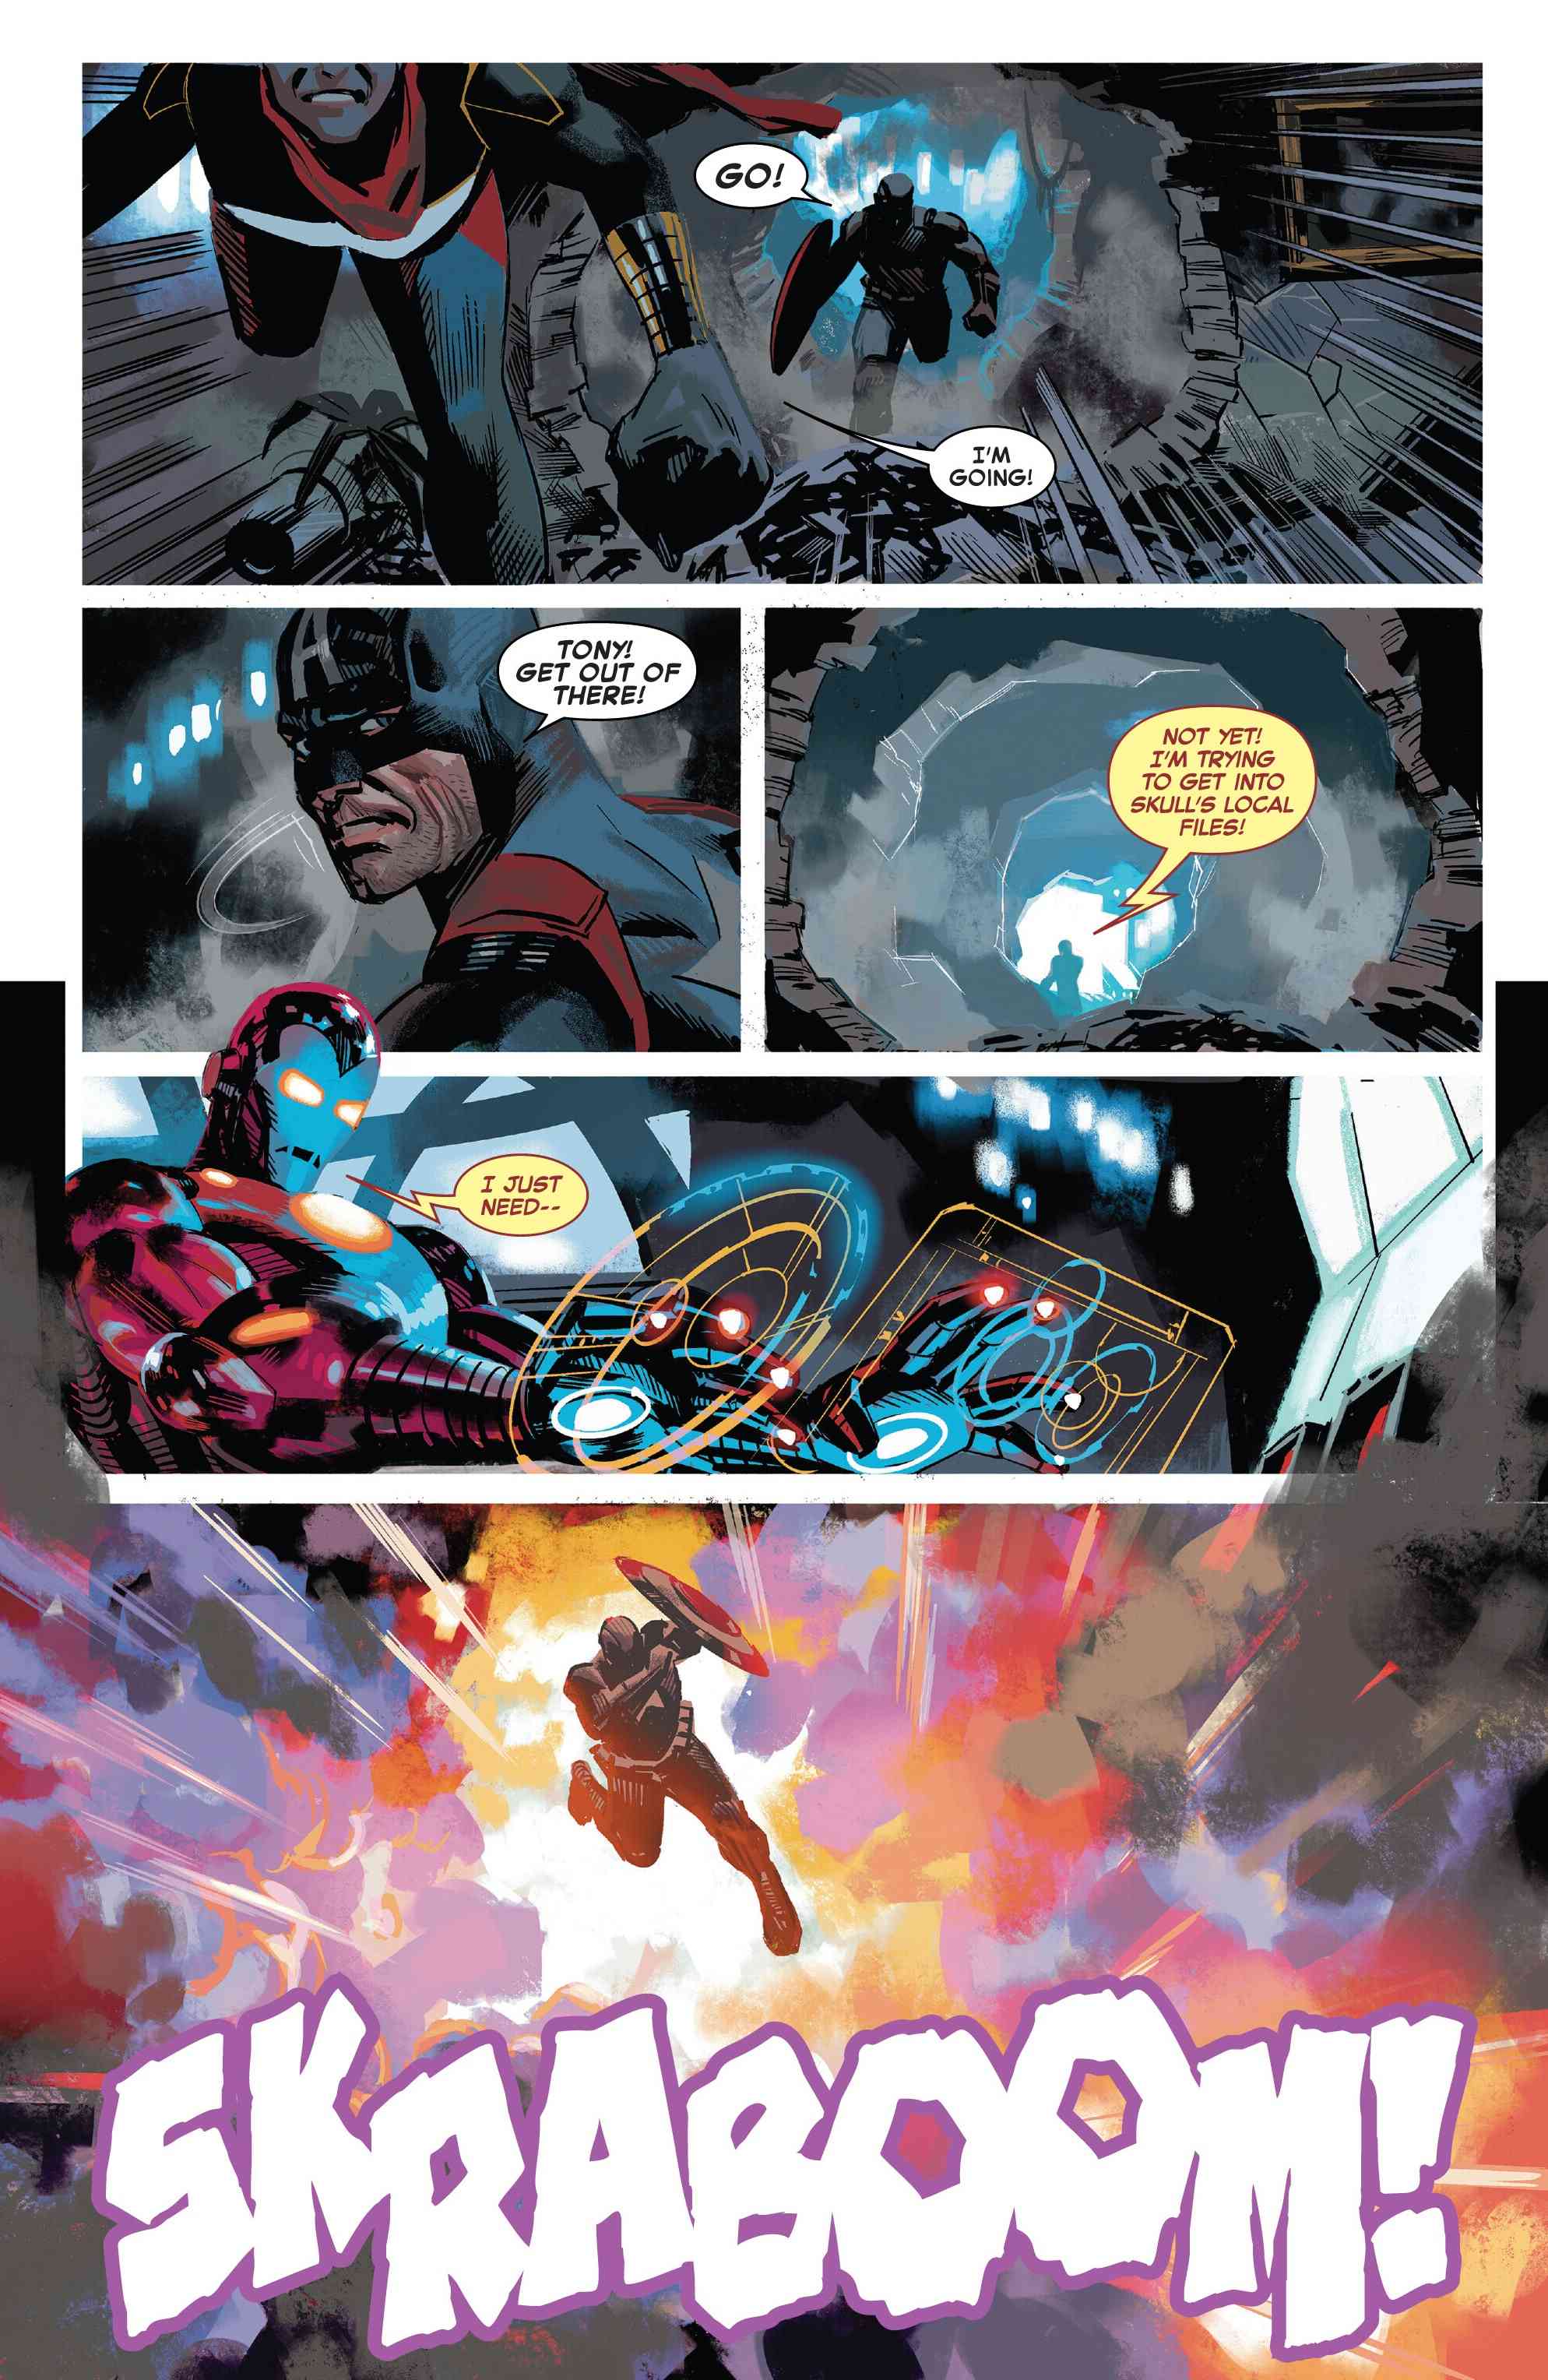 GO!
I'M
GOING!
TONY!
GET OUT OF
THERE!
NOT YET!
I'M TRYING
TO GET INTO
SKULL'S LOCAL
FILES!
I JUST
NEED--
SKRABOOM!